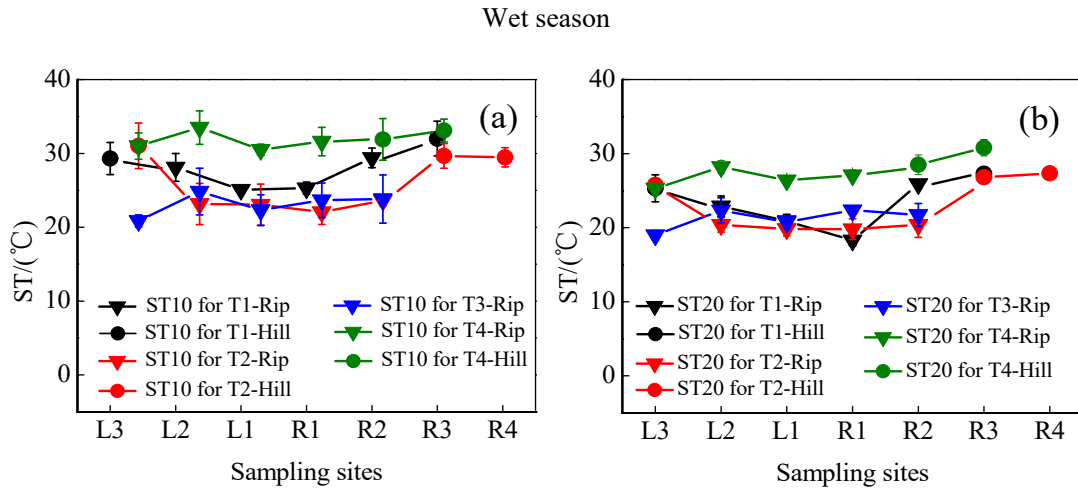 Wet season
(a)
40
30
20
10
0
ST/(℃)
ST10 for T1-Rip
ST10 for T1-Hill
ST10 for T2-Rip
ST10 for T2-Hill
ST10 for T3-Rip
ST10 for T4-Rip
ST10 for T4-Hill
L3 L2 L1 R1 R2 R3 R4
Sampling sites
(b)
40
30
20
10
0
ST/(℃)
ST20 for T1-Rip
ST20 for T1-Hill
ST20 for T2-Rip
ST20 for T2-Hill
ST20 for T3-Rip
ST20 for T4-Rip
ST20 for T4-Hill
L3 L2 L1 R1 R2 R3 R4
Sampling sites